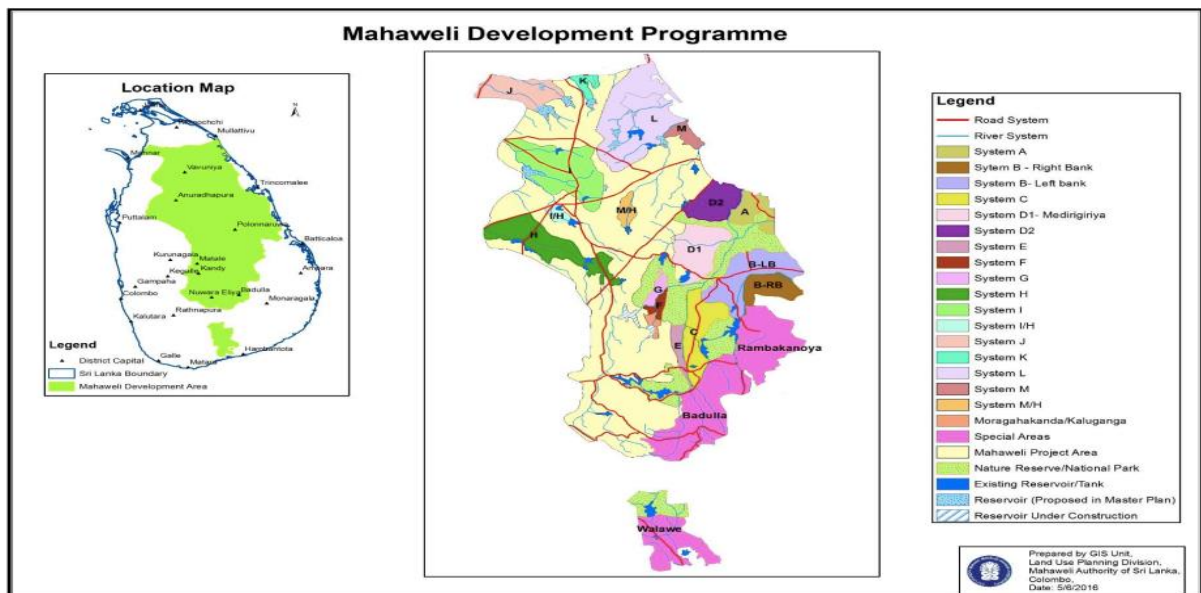 Mahaweli Development Programme
Location Map
N
Mullattivu
Mannar
Vavuniya
Trincomalee
Anuradhapura
Puttalam
Polonnaruwa
Batticaloa
Kurunagala
Matale
Kegalle
Kandy
Ampara
Gampaha
Colombo
Nuwara Eliya
Badulla
Monaragala
Rathnapura
Kalutara
Galle
Matara
Hambantota
Legend
District Capital
Sri Lanka Boundary
Mahaweli Development Area
K
J
L
M
D2
A
I/H
M/H
H
D1
B-LB
B-RB
G
F
C
E
Rambakanoya
Badulla
Walawe
Legend
Road System
River System
System A
Sytem B - Right Bank
System B- Left bank
System C
System D1- Medirigiriya
System D2
System E
System F
System G
System H
System I
System I/H
System J
System K
System L
System M
System M/H
Moragahakanda/Kaluganga
Special Areas
Mahaweli Project Area
Nature Reserve/National Park
Existing Reservoir/Tank
Reservoir (Proposed in Master Plan)
Reservoir Under Construction
Prepared by GIS Unit,
Land Use Planning Division,
Mahaweli Authority of Sri Lanka,
Colombo,
Date: 5/6/2016